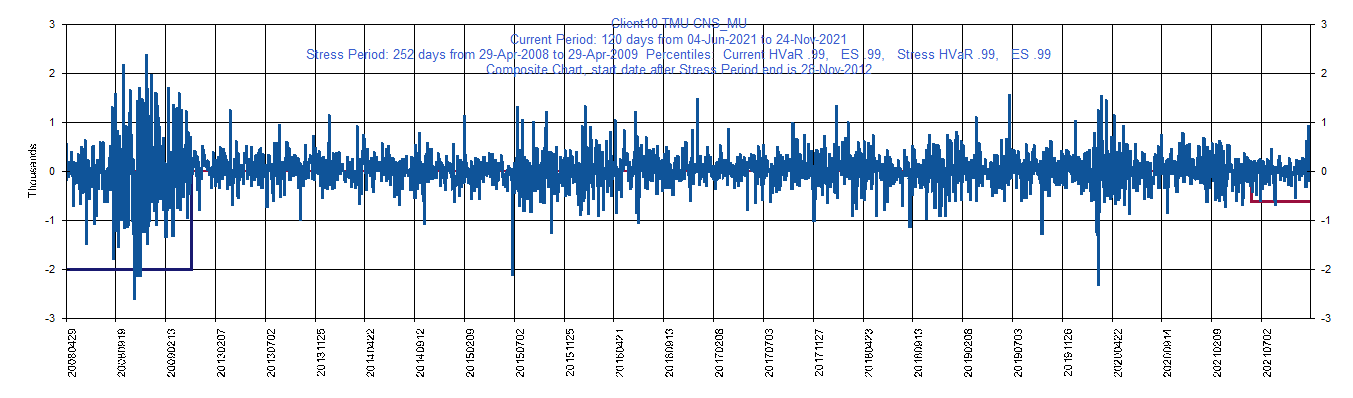 Client10 TMU CNS_MU
Current Period: 120 days from 04-Jun-2021 to 24-Nov-2021
Stress Period: 252 days from 29-Apr-2008 to 29-Apr-2009 Percentiles: Current HVaR .99, ES .99, Stress HVaR .99, ES .99
Composite Chart, start date after Stress Period end is 28-Nov-2012
3 3
2 2
1 1
0 0
-1 -1
-2 -2
-3 -3
Thousands
20080429 20080919 20090213 20130207 20130702 20131125 20140422 20140912 20150209 20150702 20151125 20160421 20160913 20170208 20170703 20171127 20180423 20180913 20190208 20190703 20191126 20200422 20200914 20210209 20210702